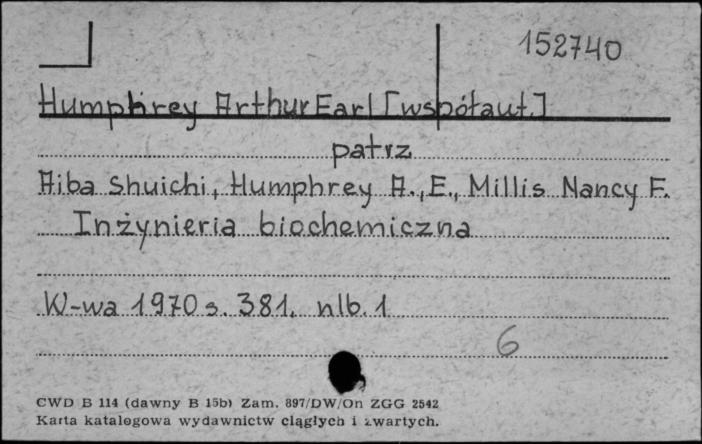 152740
Humphrey Arthur Earl [współaut.]
patrz
Aiba Shuichi, Humphrey A., E., Millis Nancy F.
Inżynieria biochemiczna
W-wa 1970 s. 381, nlb. 1
6
CWD B 114 (dawny B 15b) Zam. 897/DW/On ZGG 2542
Karta katalogowa wydawnictw ciągłych i zwartych.